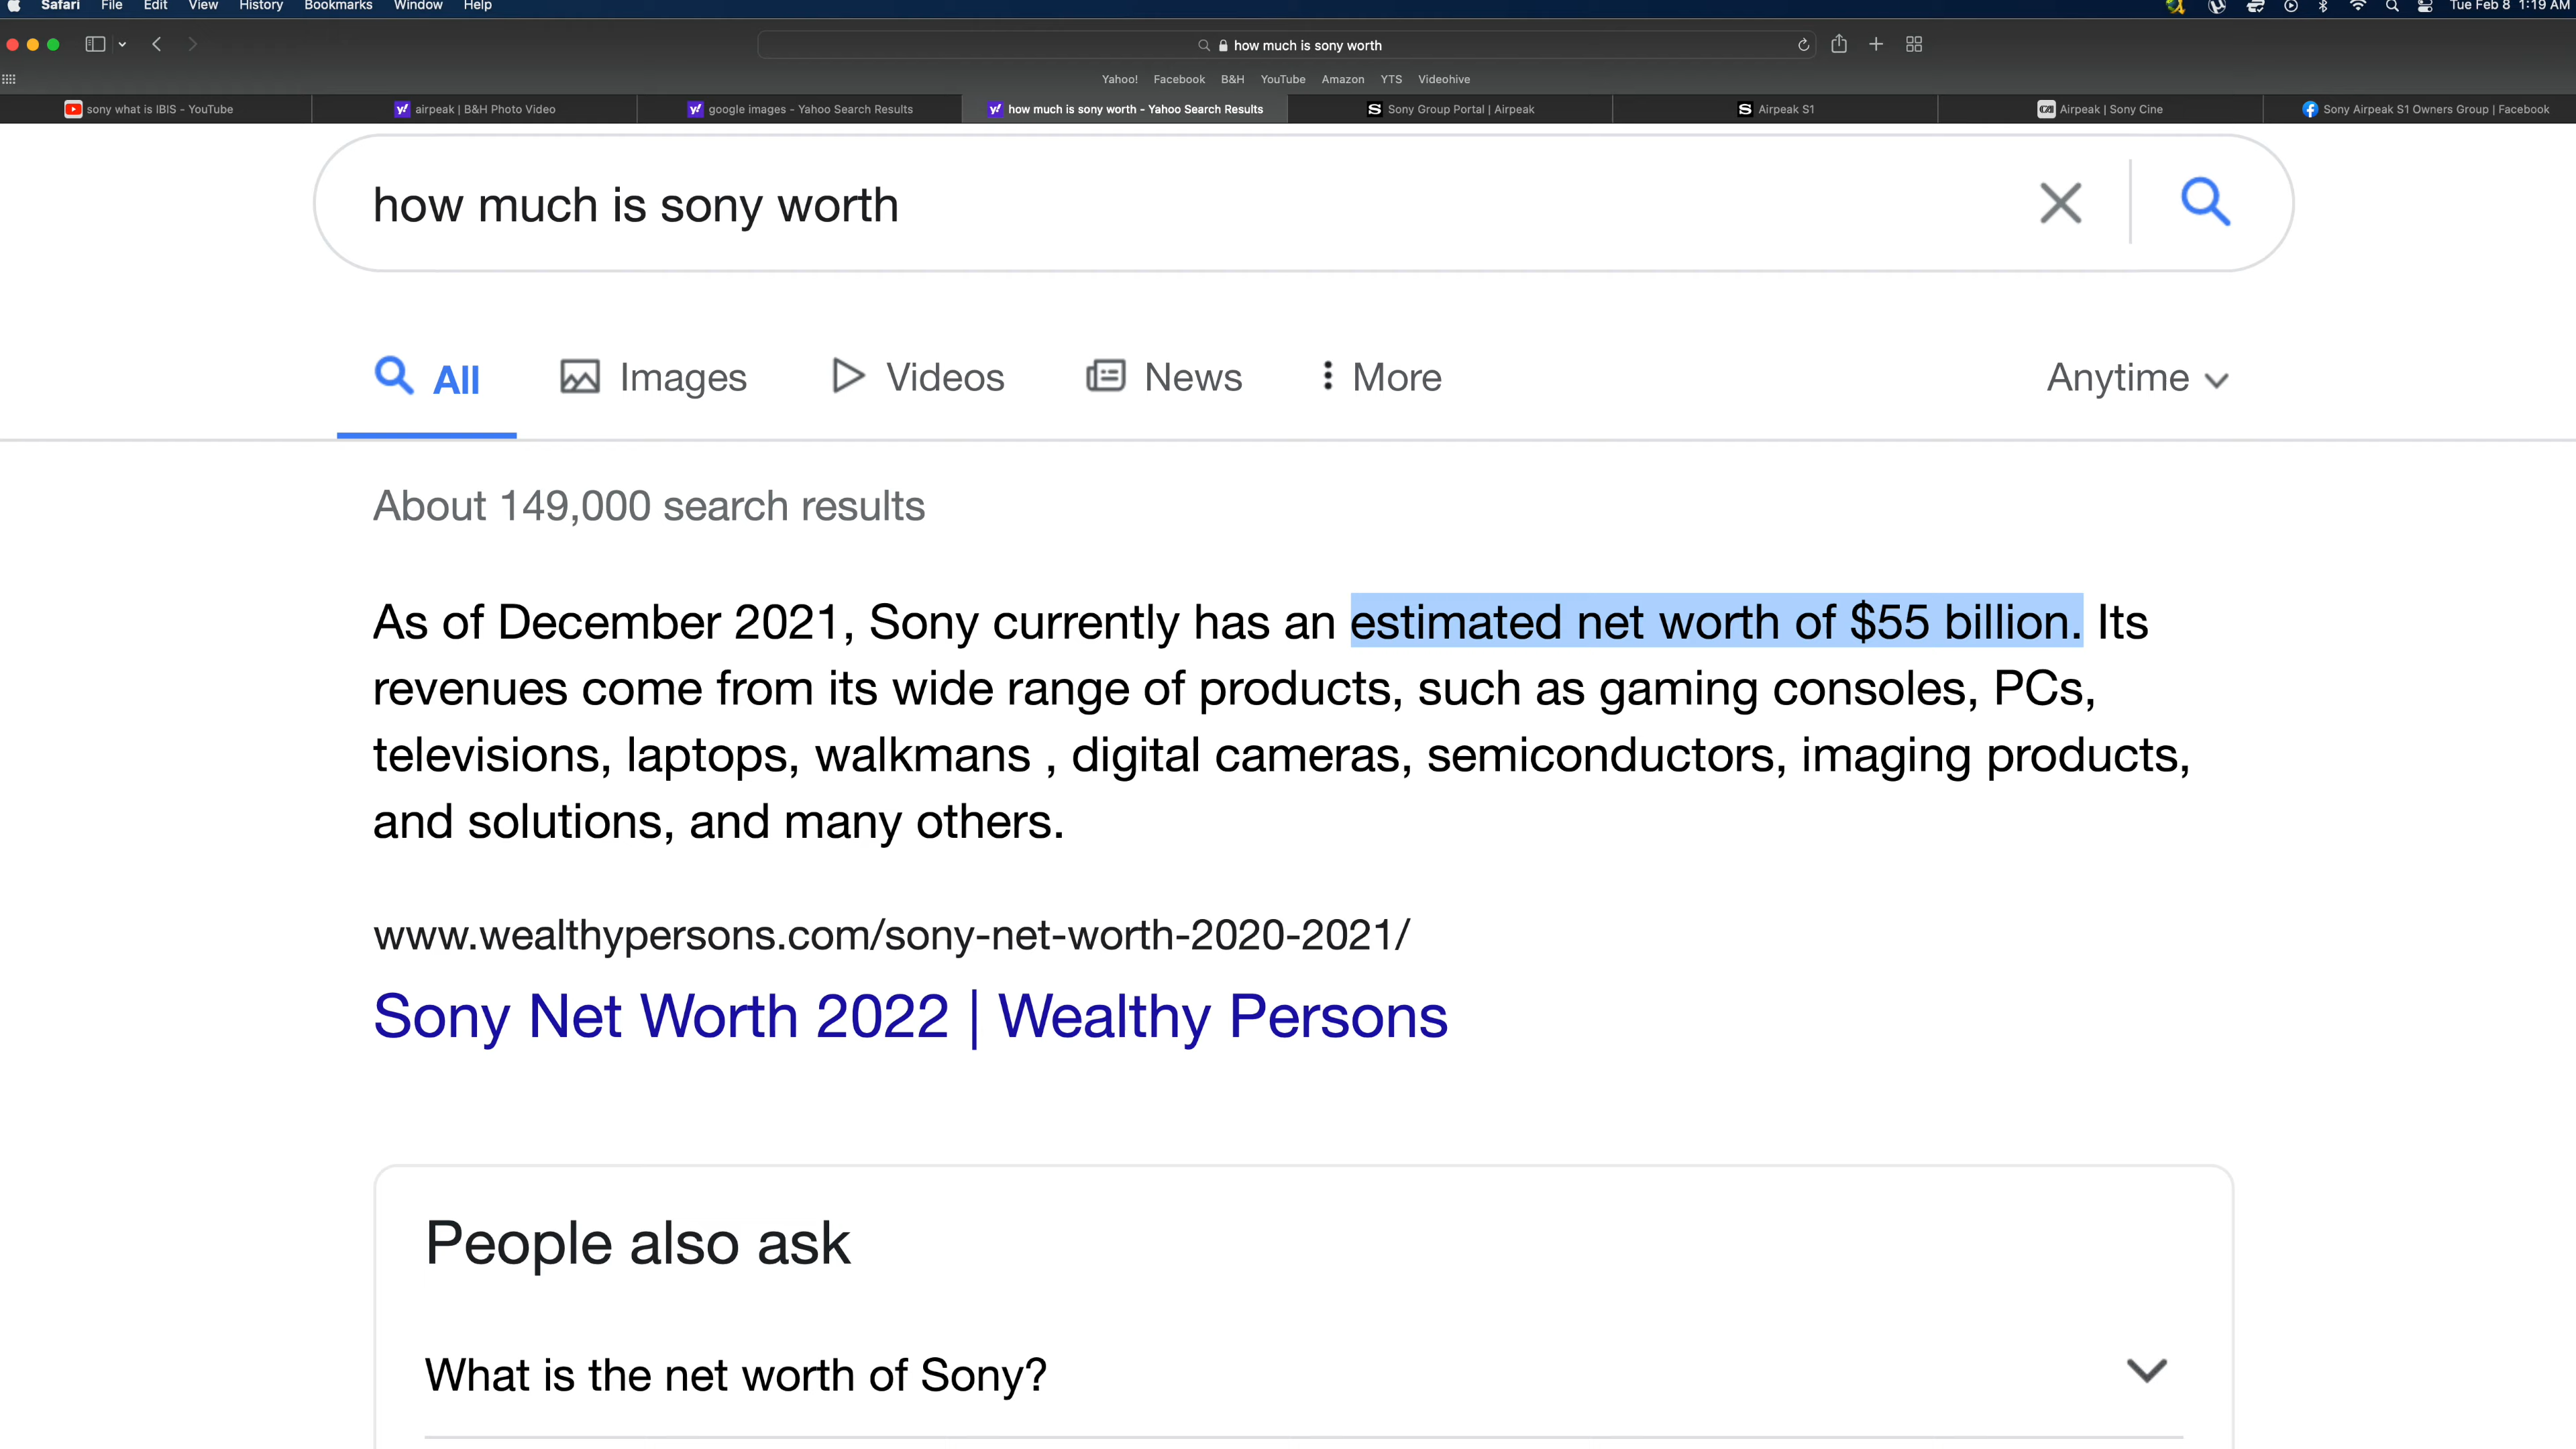 Safari File Edit View History Bookmarks Window Help Tue Feb 8 1:19 AM
how much is sony worth
Yahoo! Facebook B&H YouTube Amazon YTS Videohive
sony what is IBIS - YouTube airpeak | B&H Photo Video google images - Yahoo Search Results how much is sony worth - Yahoo Search Results Sony Group Portal | Airpeak Airpeak S1 Airpeak | Sony Cine Sony Airpeak S1 Owners Group | Facebook
how much is sony worth
All Images Videos News More Anytime
About 149,000 search results
As of December 2021, Sony currently has an estimated net worth of $55 billion. Its
revenues come from its wide range of products, such as gaming consoles, PCs,
televisions, laptops, walkmans , digital cameras, semiconductors, imaging products,
and solutions, and many others.
www.wealthypersons.com/sony-net-worth-2020-2021/
Sony Net Worth 2022 | Wealthy Persons
People also ask
What is the net worth of Sony?